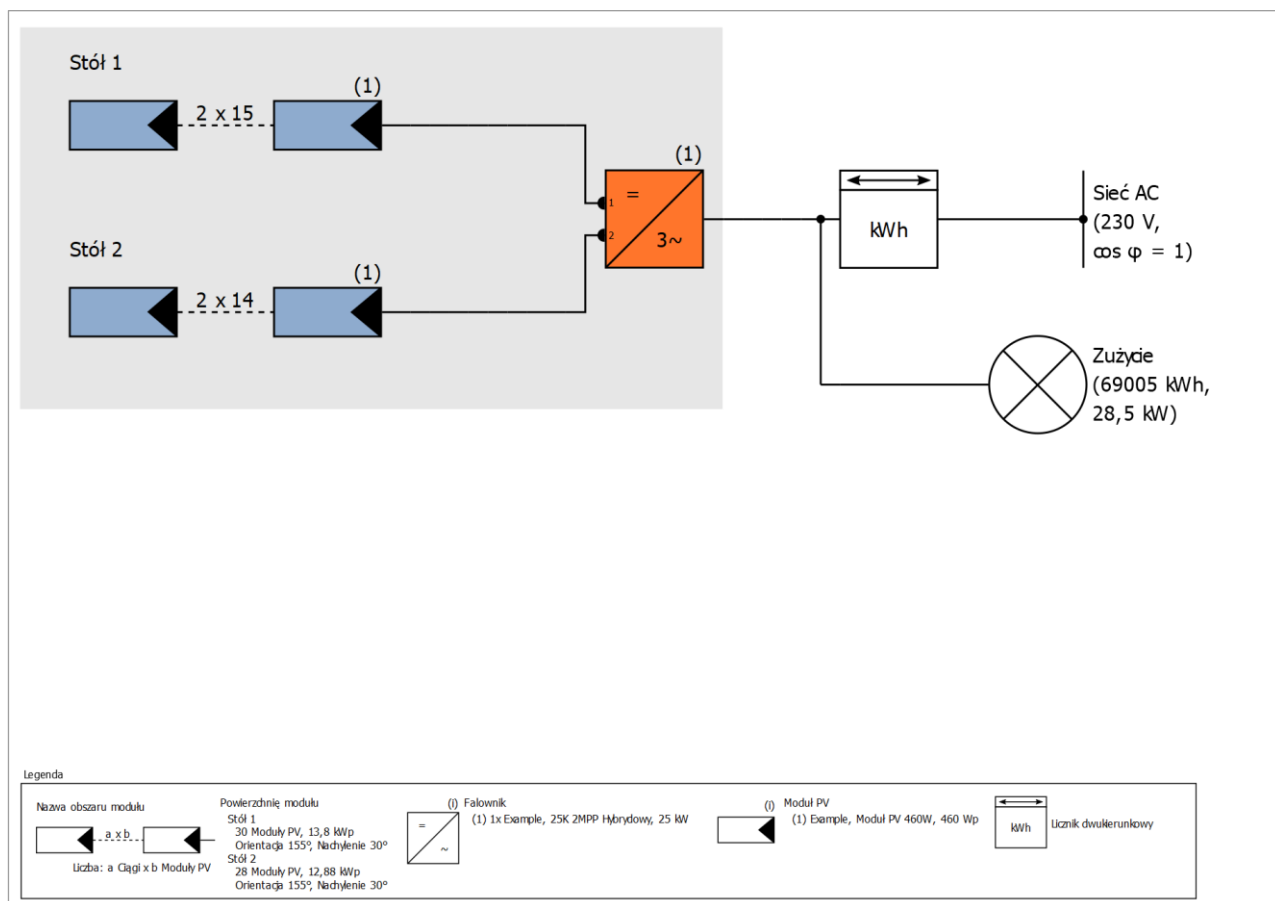 Stół 1
(1)
2 x 15
(1)
1
=
Sieć AC
(230 V,
cos φ = 1)
kWh
2
3~
Stół 2
(1)
2 x 14
Zużycie
(69005 kWh,
28,5 kW)
Legenda
Nazwa obszaru modułu
a x b
Liczba: a Ciągi x b Moduły PV
Powierzchnię modułu
Stół 1
30 Moduły PV, 13,8 kWp
Orientacja 155°, Nachylenie 30°
Stół 2
28 Moduły PV, 12,88 kWp
Orientacja 155°, Nachylenie 30°
=
~
(i) Falownik
(1) 1x Example, 25K 2MPP Hybrydowy, 25 kW
(i) Moduł PV
(1) Example, Moduł PV 460W, 460 Wp
kWh
Licznik dwukierunkowy